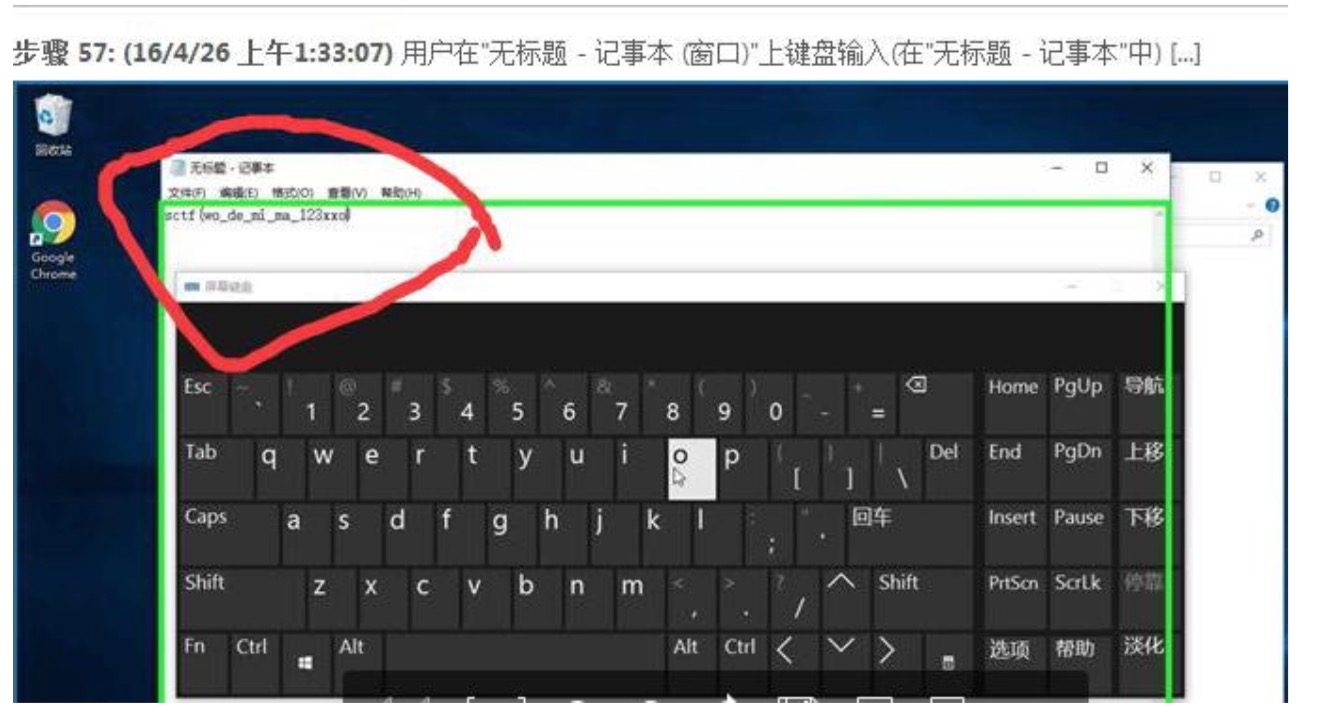 步骤 57: (16/4/26 上午1:33:07) 用户在"无标题 - 记事本 (窗口)"上键盘输入(在"无标题 - 记事本"中) [...]
回收站
无标题 - 记事本
文件(F) 编辑(E) 格式(O) 查看(V) 帮助(H)
sctf{wo_de_mi_ma_123xxo
Google
Chrome
屏幕键盘
Esc ~ ` ! 1 @ 2 # 3 $ 4 % 5 ^ 6 & 7 * 8 ( 9 ) 0 _ - + = Home PgUp 导航
Tab q w e r t y u i o p { [ } ] | \ Del End PgDn 上移
Caps a s d f g h j k l : ; " ' 回车 Insert Pause 下移
Shift z x c v b n m < , > . ? / Shift PrtScn ScrLk 停靠
Fn Ctrl Alt Alt Ctrl 选项 帮助 淡化